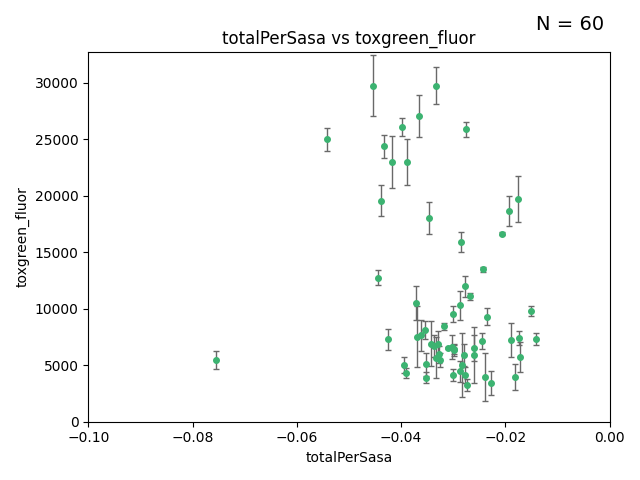 N = 60
totalPerSasa vs toxgreen_fluor
toxgreen_fluor
30000
25000
20000
15000
10000
5000
0
−0.10 −0.08 −0.06 −0.04 −0.02 0.00
totalPerSasa